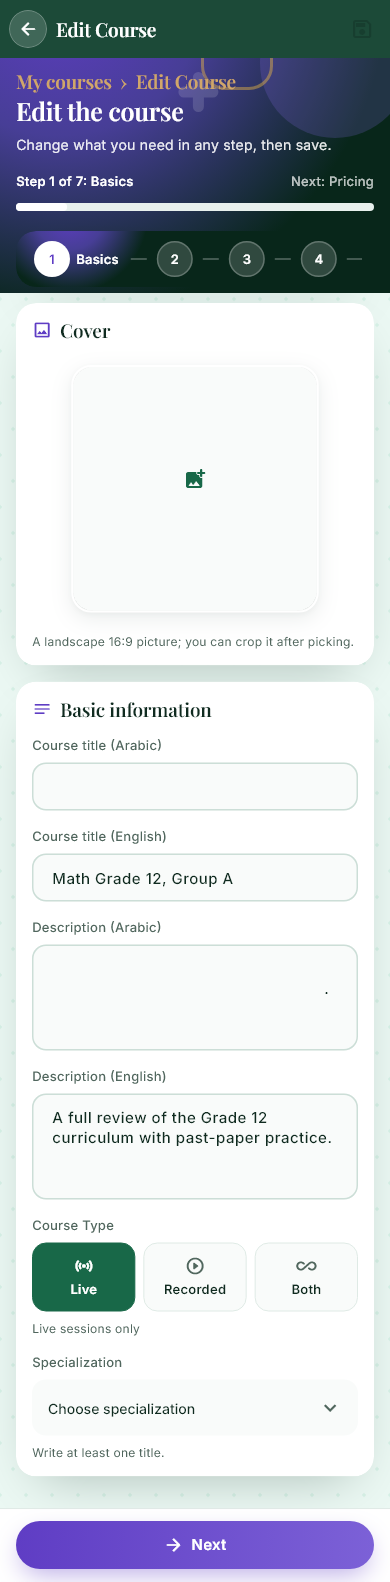 Edit Course
My courses › Edit Course
Edit the course
Change what you need in any step, then save.
Step 1 of 7: Basics
Next: Pricing
1 Basics 2 3 4
Cover
A landscape 16:9 picture; you can crop it after picking.
Basic information
Course title (Arabic)
Course title (English)
Math Grade 12, Group A
Description (Arabic)
.
Description (English)
A full review of the Grade 12
curriculum with past-paper practice.
Course Type
Live
Recorded
Both
Live sessions only
Specialization
Choose specialization
Write at least one title.
Next